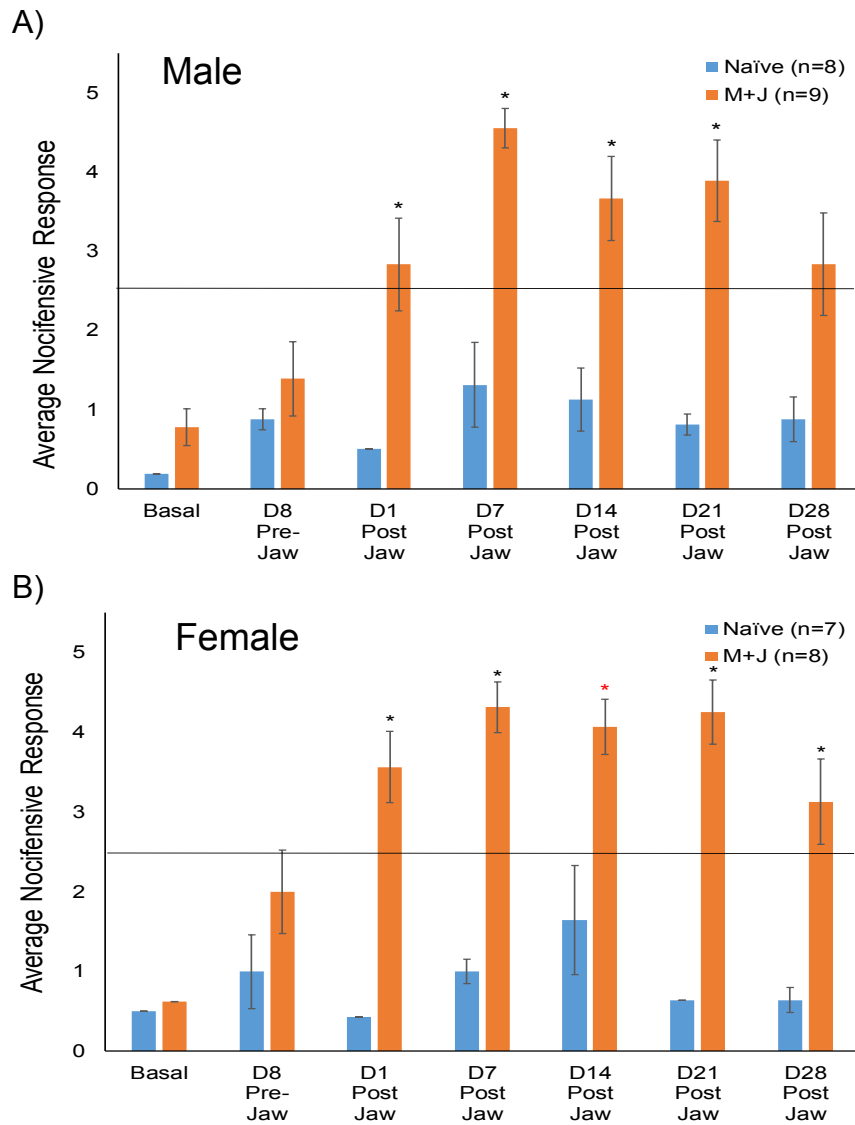 A)
Male
Naïve (n=8)
M+J (n=9)
Average Nocifensive Response
5
4
3
2
1
0
*
*
*
*
Basal
D8
Pre-
Jaw
D1
Post
Jaw
D7
Post
Jaw
D14
Post
Jaw
D21
Post
Jaw
D28
Post
Jaw
B)
Female
Naïve (n=7)
M+J (n=8)
Average Nocifensive Response
5
4
3
2
1
0
*
*
*
*
*
Basal
D8
Pre-
Jaw
D1
Post
Jaw
D7
Post
Jaw
D14
Post
Jaw
D21
Post
Jaw
D28
Post
Jaw